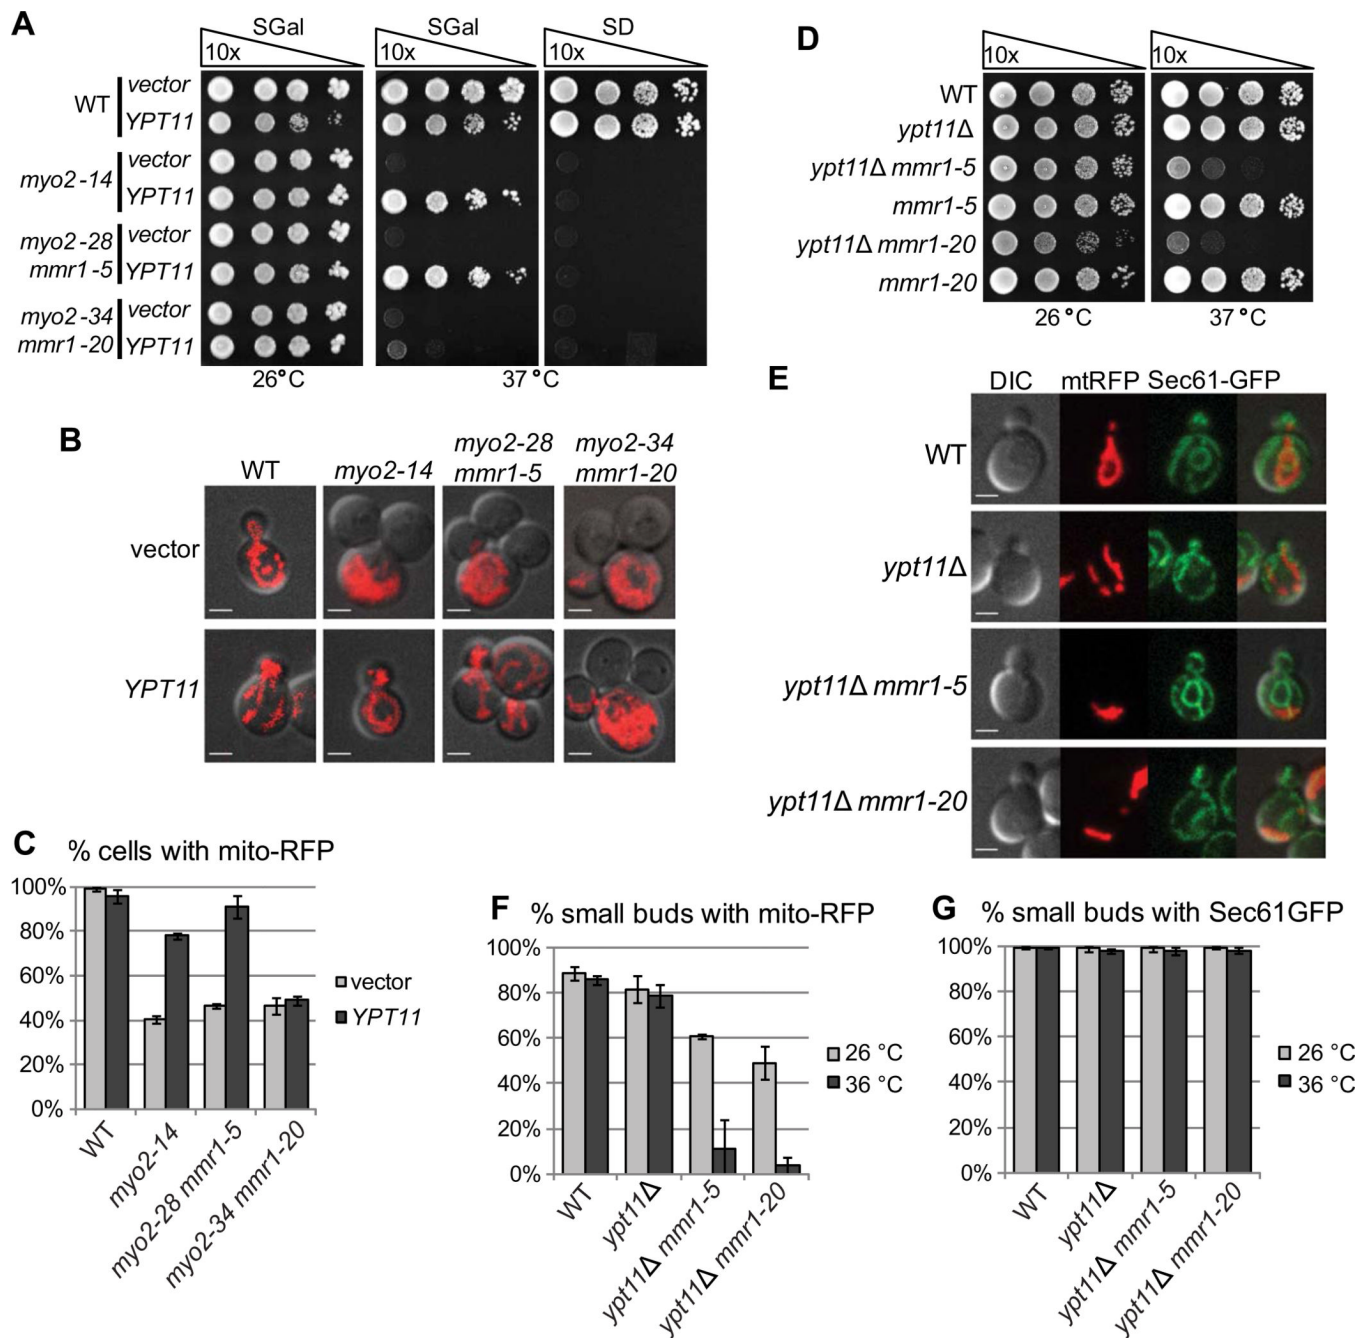 A
SGal SGal SD
10x 10x 10x
WT vector
YPT11
myo2-14 vector
YPT11
myo2-28 mmr1-5 vector
YPT11
myo2-34 mmr1-20 vector
YPT11
26°C 37°C
B
WT myo2-14 myo2-28 mmr1-5 myo2-34 mmr1-20
vector
YPT11
C % cells with mito-RFP
100%
80%
60%
40%
20%
0%
WT myo2-14 myo2-28 mmr1-5 myo2-34 mmr1-20
vector
YPT11
D
10x 10x
WT
ypt11Δ
ypt11Δ mmr1-5
mmr1-5
ypt11Δ mmr1-20
mmr1-20
26°C 37°C
E
DIC mtRFP Sec61-GFP
WT
ypt11Δ
ypt11Δ mmr1-5
ypt11Δ mmr1-20
F % small buds with mito-RFP
100%
80%
60%
40%
20%
0%
WT ypt11Δ ypt11Δ mmr1-5 ypt11Δ mmr1-20
26 °C
36 °C
G % small buds with Sec61GFP
100%
80%
60%
40%
20%
0%
WT ypt11Δ ypt11Δ mmr1-5 ypt11Δ mmr1-20
26 °C
36 °C